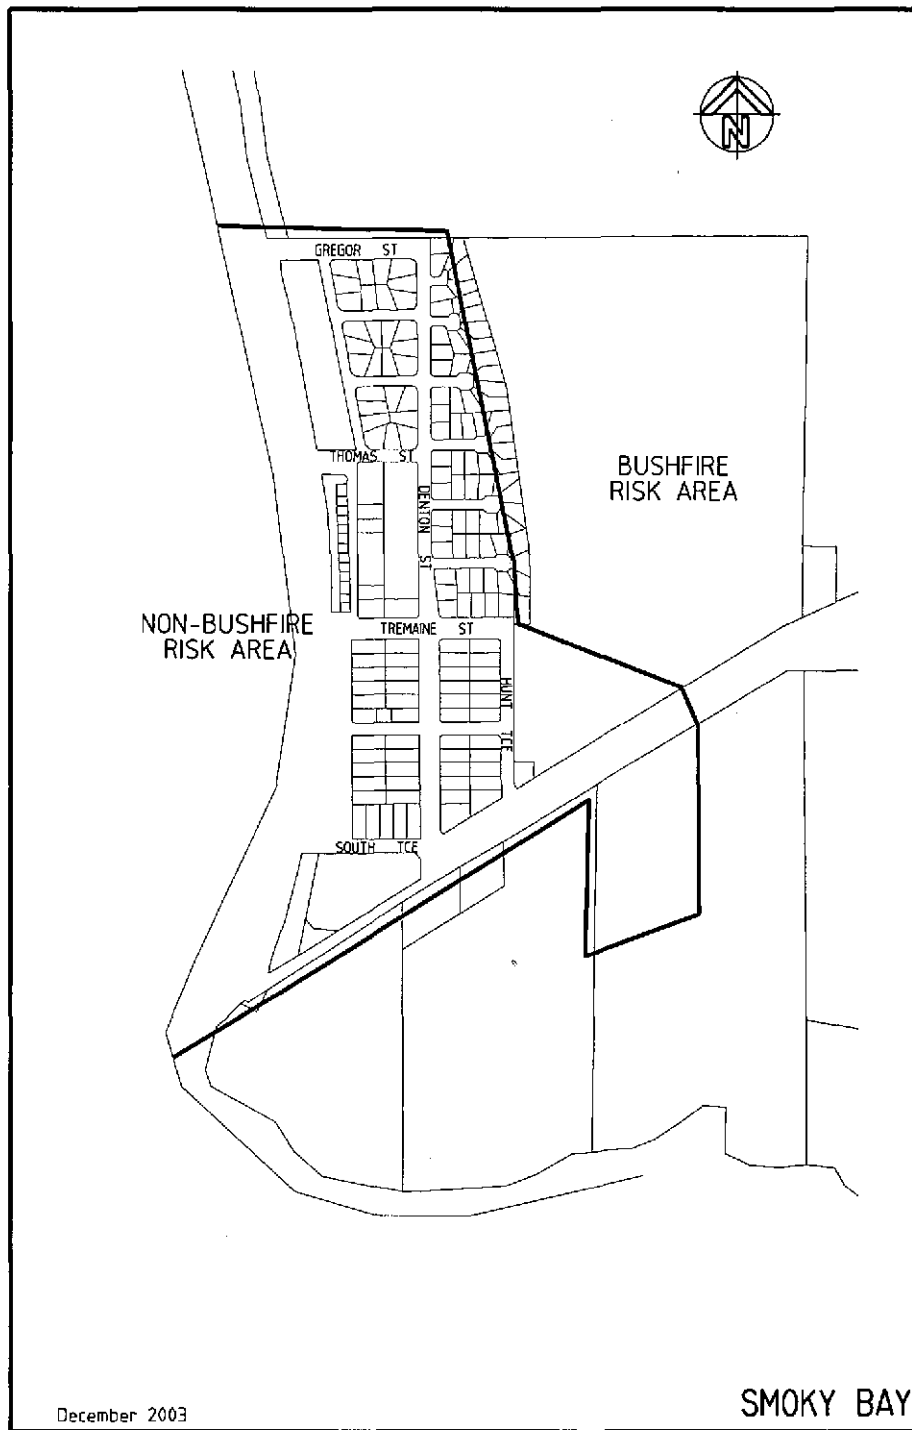 N
GREGOR ST
THOMAS ST
DENTON ST
BUSHFIRE
RISK AREA
NON-BUSHFIRE
RISK AREA
TREMAINE ST
HUNT TCE
SOUTH TCE
December 2003
SMOKY BAY